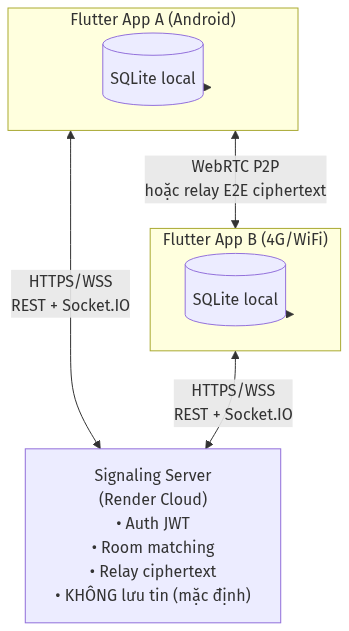 Flutter App A (Android)
SQLite local
WebRTC P2P
hoặc relay E2E ciphertext
Flutter App B (4G/WiFi)
SQLite local
HTTPS/WSS
REST + Socket.IO
HTTPS/WSS
REST + Socket.IO
Signaling Server
(Render Cloud)
• Auth JWT
• Room matching
• Relay ciphertext
• KHÔNG lưu tin (mặc định)